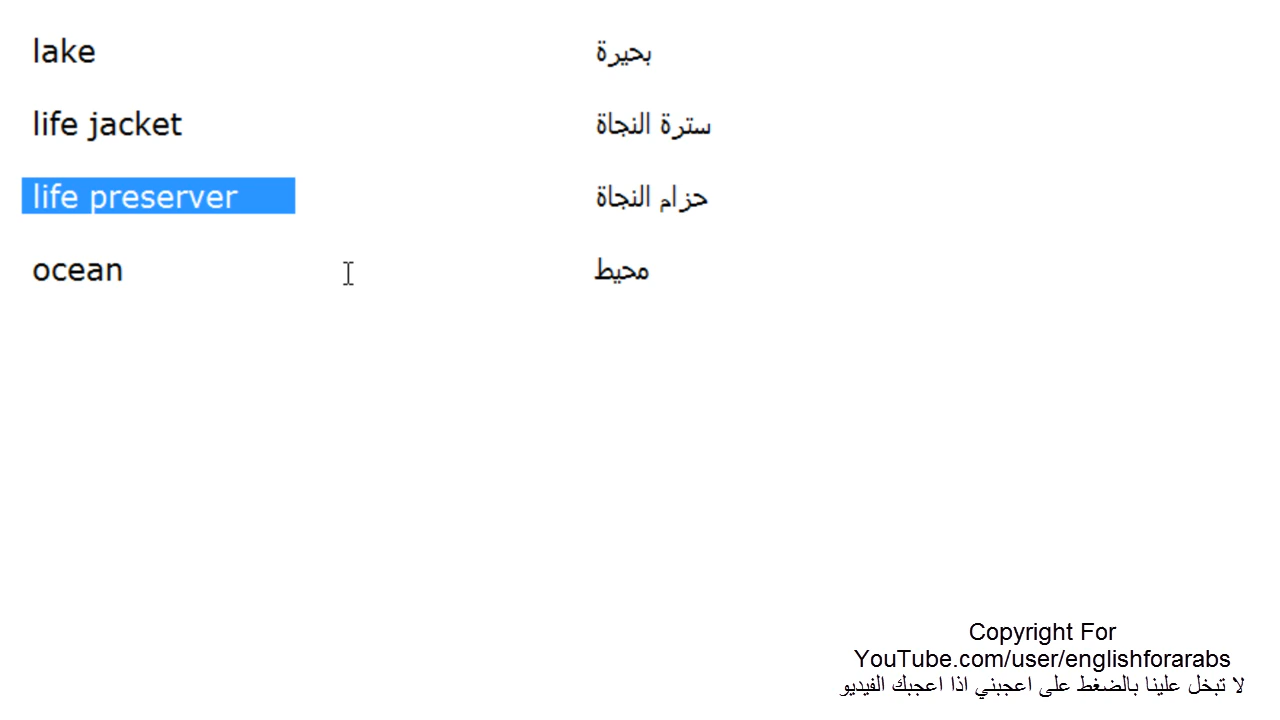 lake بحيرة
life jacket سترة النجاة
life preserver حزام النجاة
ocean محيط
Copyright For
YouTube.com/user/englishforarabs
لا تبخل علينا بالضغط على اعجبني اذا اعجبك الفيديو